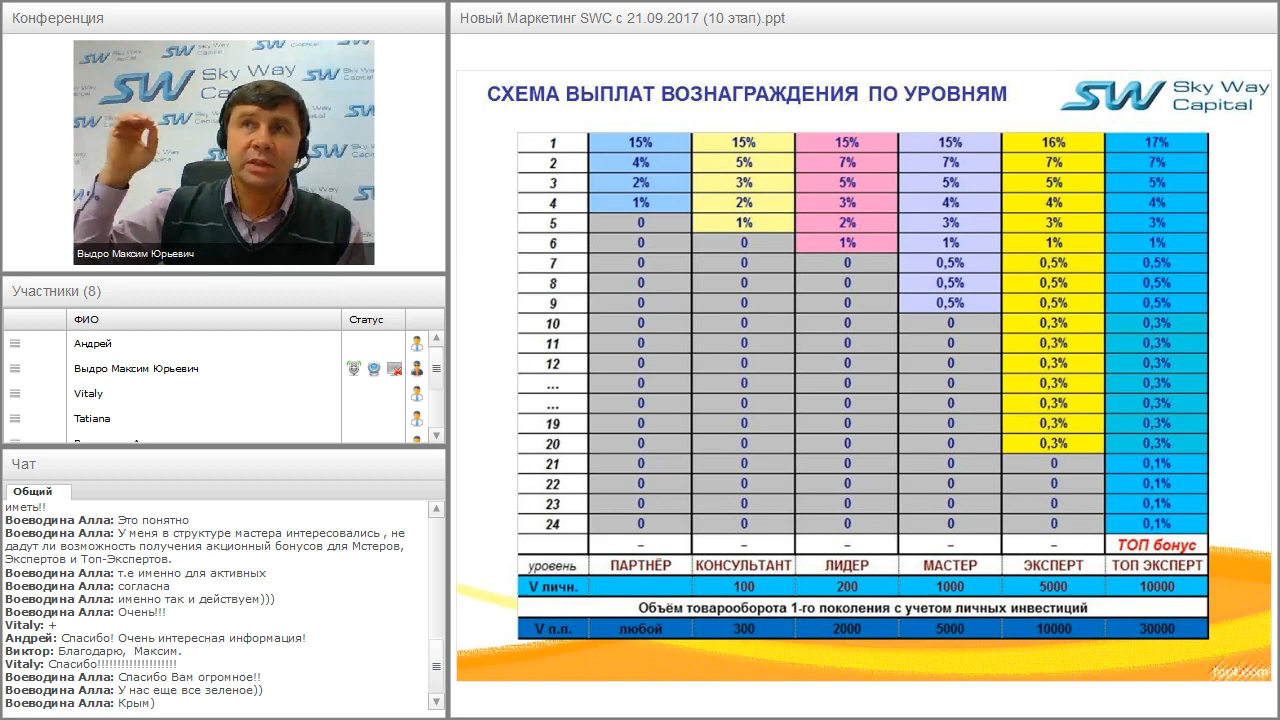 Конференция
SW
Sky Way
Capital
Выдро Максим Юрьевич
Участники (8)
ФИО Статус
Андрей
Выдро Максим Юрьевич
Vitaly
Tatiana
Чат
Общий
иметь!!
Воеводина Алла: Это понятно
Воеводина Алла: У меня в структуре мастера интересовались , не
дадут ли возможность получения акционный бонусов для Мстеров,
Экспертов и Топ-Экспертов.
Воеводина Алла: т.е именно для активных
Воеводина Алла: согласна
Воеводина Алла: именно так и действуем)))
Воеводина Алла: Очень!!!
Vitaly: +
Андрей: Спасибо! Очень интересная информация!
Виктор: Благодарю, Максим.
Vitaly: Спасибо!!!!!!!!!!!!!!!!!!!!
Воеводина Алла: Спасибо Вам огромное!!
Воеводина Алла: У нас еще все зеленое))
Воеводина Алла: Крым)
Новый Маркетинг SWC с 21.09.2017 (10 этап).ppt
СХЕМА ВЫПЛАТ ВОЗНАГРАЖДЕНИЯ ПО УРОВНЯМ
SW Sky Way
Capital
1 15% 15% 15% 15% 16% 17%
2 4% 5% 7% 7% 7% 7%
3 2% 3% 5% 5% 5% 5%
4 1% 2% 3% 4% 4% 4%
5 0 1% 2% 3% 3% 3%
6 0 0 1% 1% 1% 1%
7 0 0 0 0,5% 0,5% 0,5%
8 0 0 0 0,5% 0,5% 0,5%
9 0 0 0 0,5% 0,5% 0,5%
10 0 0 0 0 0,3% 0,3%
11 0 0 0 0 0,3% 0,3%
12 0 0 0 0 0,3% 0,3%
... 0 0 0 0 0,3% 0,3%
... 0 0 0 0 0,3% 0,3%
19 0 0 0 0 0,3% 0,3%
20 0 0 0 0 0,3% 0,3%
21 0 0 0 0 0 0,1%
22 0 0 0 0 0 0,1%
23 0 0 0 0 0 0,1%
24 0 0 0 0 0 0,1%
– – – – – ТОП бонус
уровень ПАРТНЁР КОНСУЛЬТАНТ ЛИДЕР МАСТЕР ЭКСПЕРТ ТОП ЭКСПЕРТ
V личн. 100 200 1000 5000 10000
Объём товарооборота 1-го поколения с учетом личных инвестиций
V п.п. любой 300 2000 5000 10000 30000
fppt.com